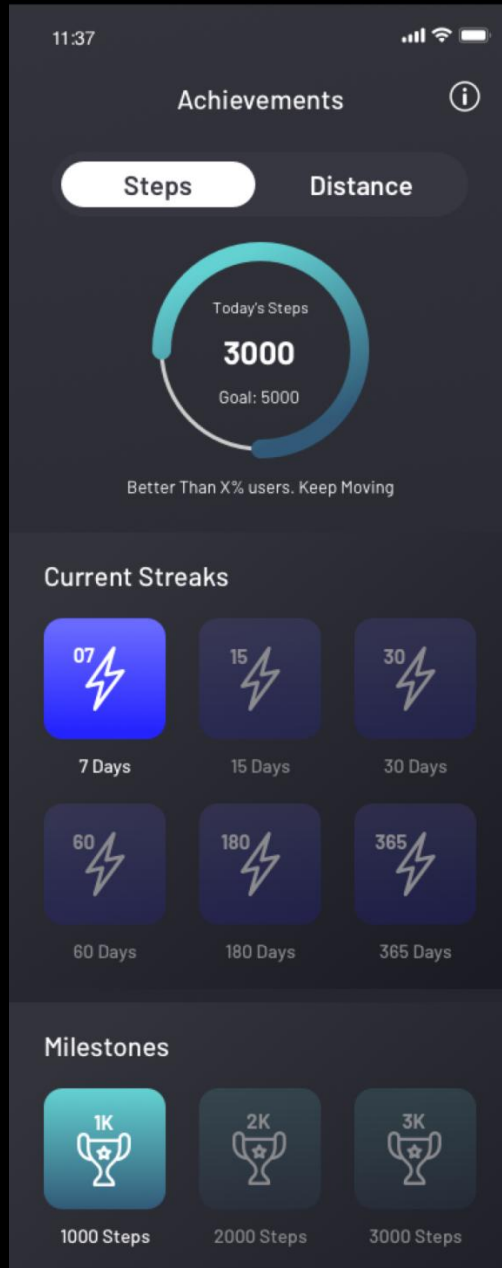 11:37
Achievements
Steps Distance
Today's Steps
3000
Goal: 5000
Better Than X% users. Keep Moving
Current Streaks
07 15 30
7 Days 15 Days 30 Days
60 180 365
60 Days 180 Days 365 Days
Milestones
1K 2K 3K
1000 Steps 2000 Steps 3000 Steps